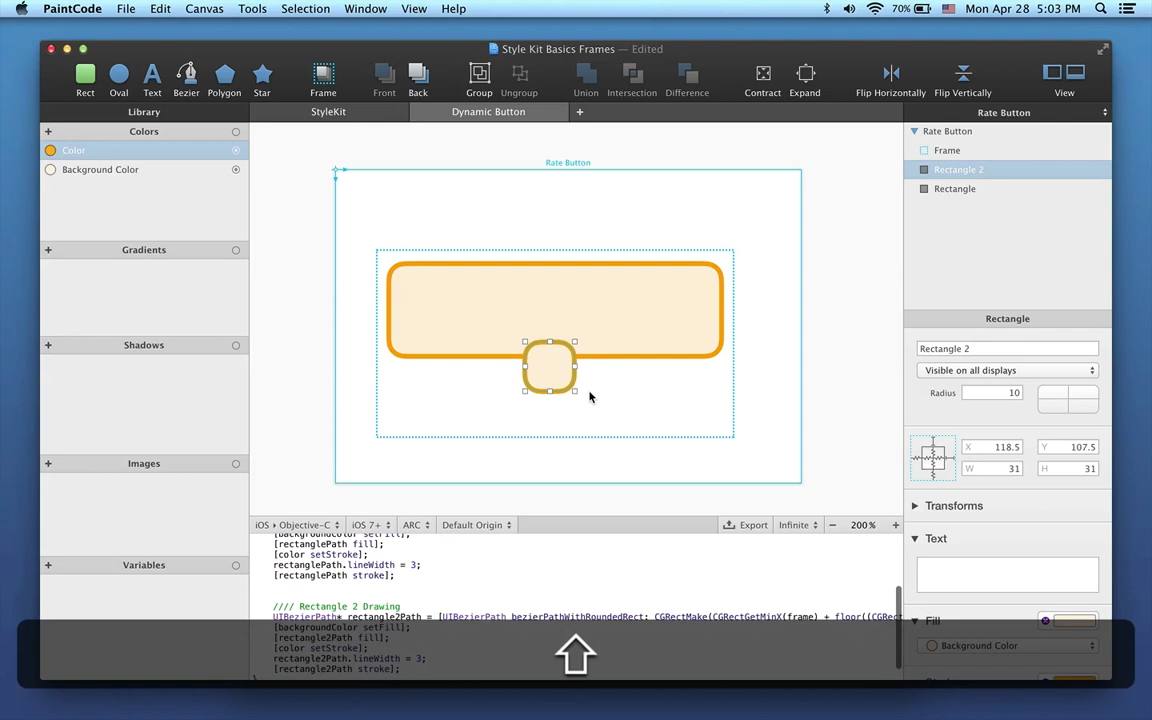 PaintCode File Edit Canvas Tools Selection Window View Help 70% Mon Apr 28 5:03 PM
Style Kit Basics Frames — Edited
Rect Oval Text Bezier Polygon Star Frame Front Back Group Ungroup Union Intersection Difference Contract Expand Flip Horizontally Flip Vertically View
Library StyleKit Dynamic Button + Rate Button
+ Colors
Color
Background Color
+ Gradients
+ Shadows
+ Images
+ Variables
Rate Button
Rate Button
Frame
Rectangle 2
Rectangle
Rectangle
Rectangle 2
Visible on all displays
Radius 10
X 118.5 Y 107.5
W 31 H 31
Transforms
Text
Fill
Background Color
iOS ▸ Objective-C iOS 7+ ARC Default Origin Export Infinite − 200% +
[backgroundColor setFill];
[rectanglePath fill];
[color setStroke];
rectanglePath.lineWidth = 3;
[rectanglePath stroke];
//// Rectangle 2 Drawing
UIBezierPath* rectangle2Path = [UIBezierPath bezierPathWithRoundedRect: CGRectMake(CGRectGetMinX(frame) + floor((CGRect
[backgroundColor setFill];
[rectangle2Path fill];
[color setStroke];
rectangle2Path.lineWidth = 3;
[rectangle2Path stroke];